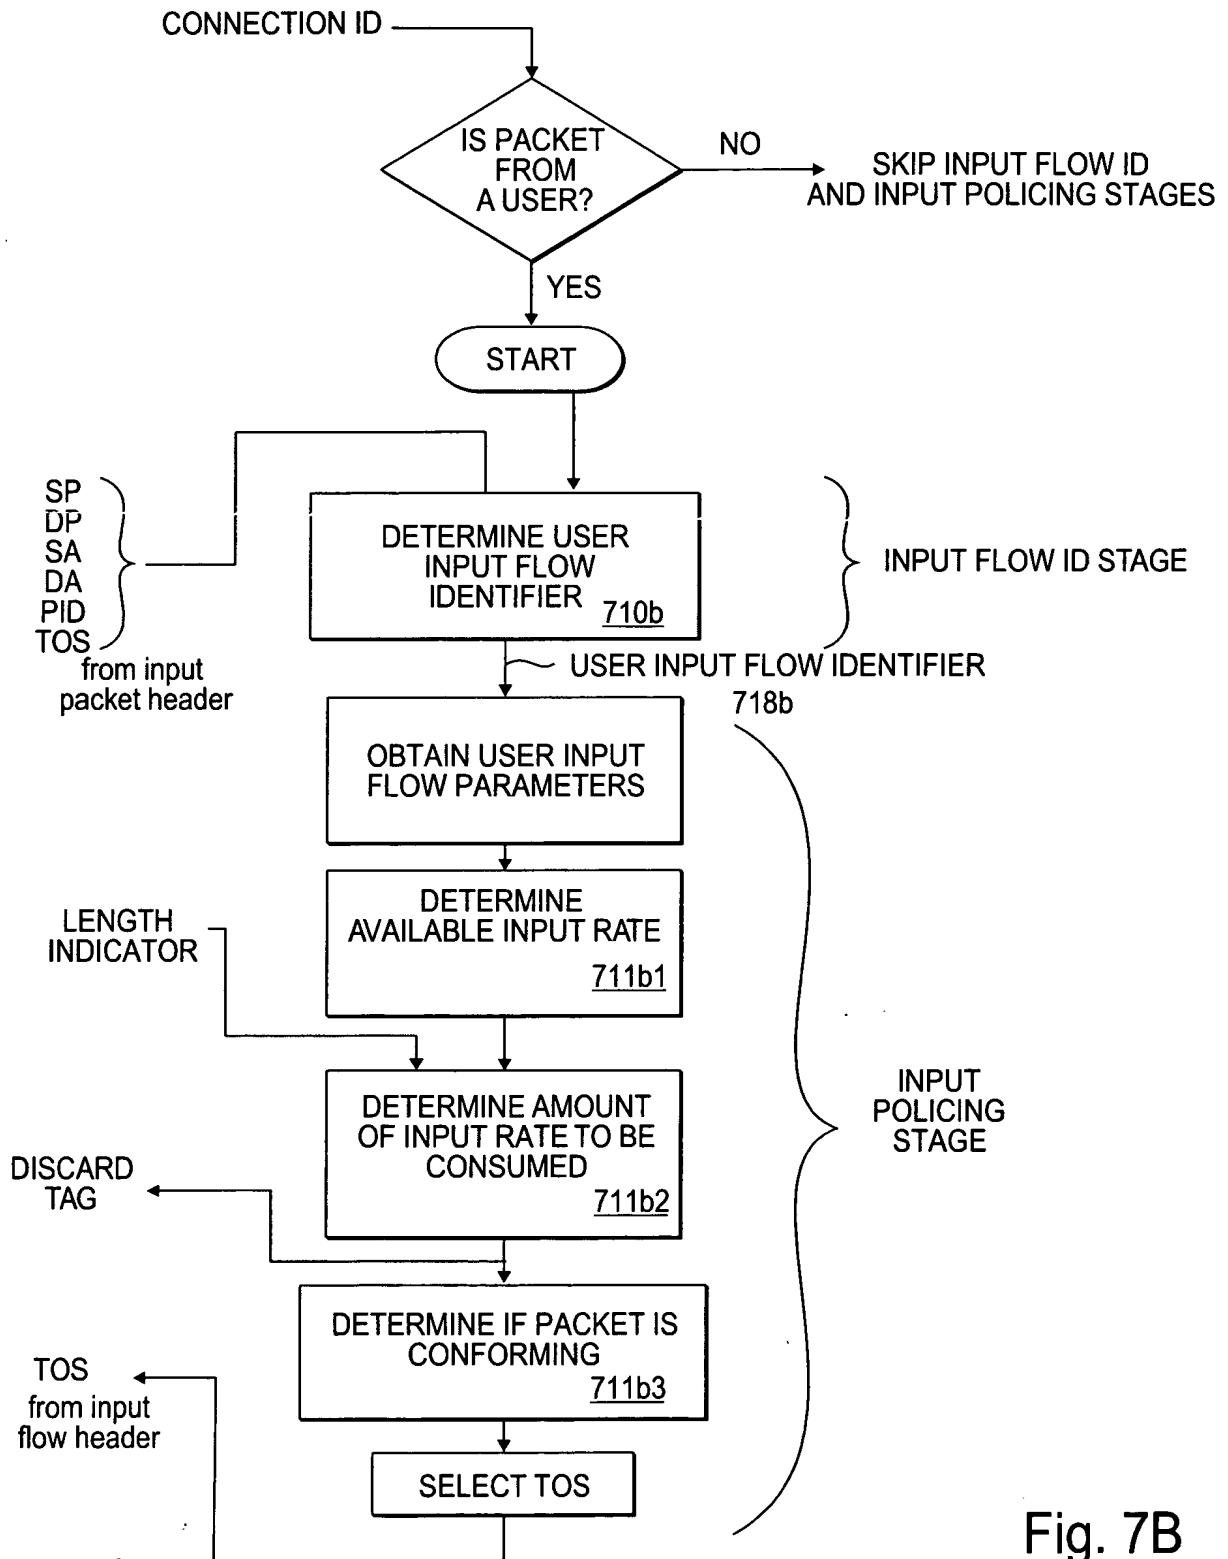 CONNECTION ID
IS PACKET
FROM
A USER?
NO
SKIP INPUT FLOW ID
AND INPUT POLICING STAGES
YES
START
SP
DP
SA
DA
PID
TOS
from input
packet header
DETERMINE USER
INPUT FLOW
IDENTIFIER
710b
INPUT FLOW ID STAGE
USER INPUT FLOW IDENTIFIER
718b
OBTAIN USER INPUT
FLOW PARAMETERS
DETERMINE
AVAILABLE INPUT RATE
711b1
LENGTH
INDICATOR
DETERMINE AMOUNT
OF INPUT RATE TO BE
CONSUMED
711b2
INPUT
POLICING
STAGE
DISCARD
TAG
DETERMINE IF PACKET IS
CONFORMING
711b3
TOS
from input
flow header
SELECT TOS
Fig. 7B